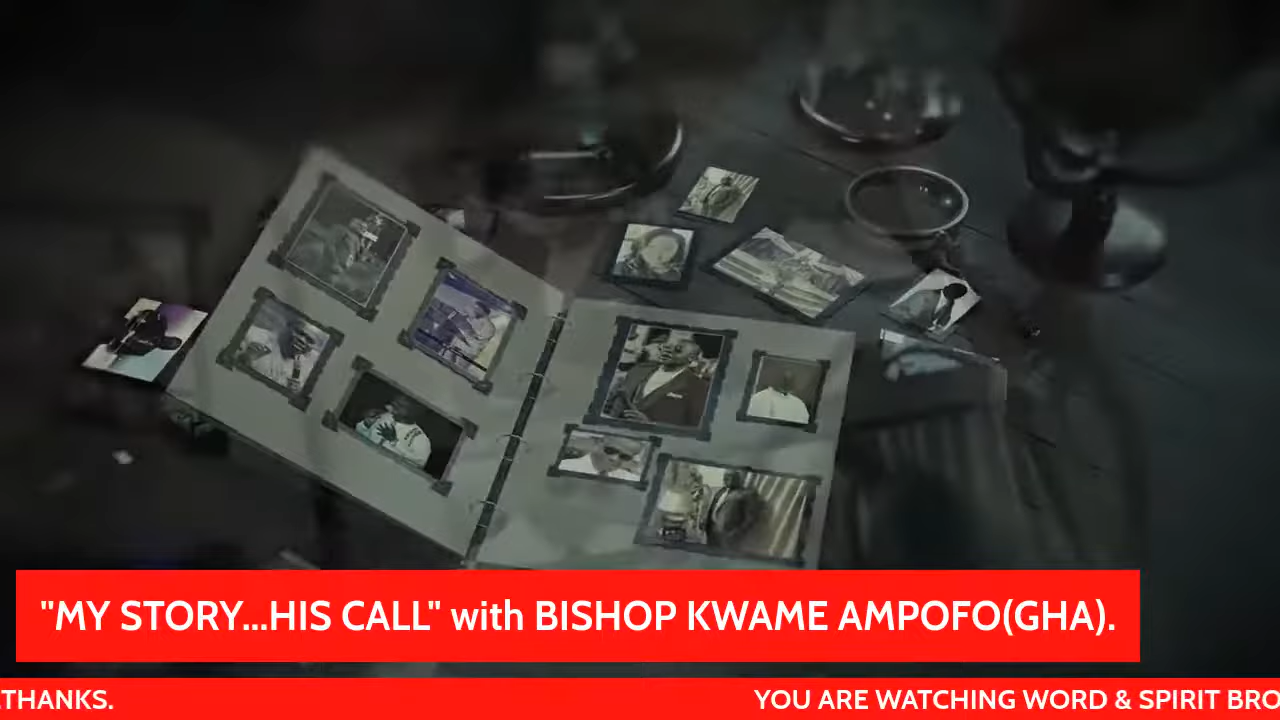 "MY STORY...HIS CALL" with BISHOP KWAME AMPOFO(GHA).
THANKS.
YOU ARE WATCHING WORD & SPIRIT BRO